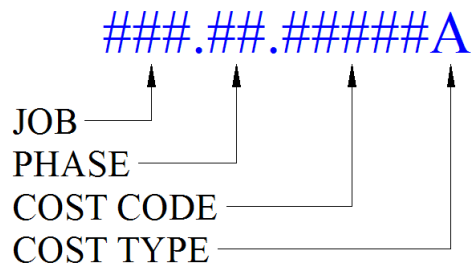 ###.##.#####A
JOB
PHASE
COST CODE
COST TYPE